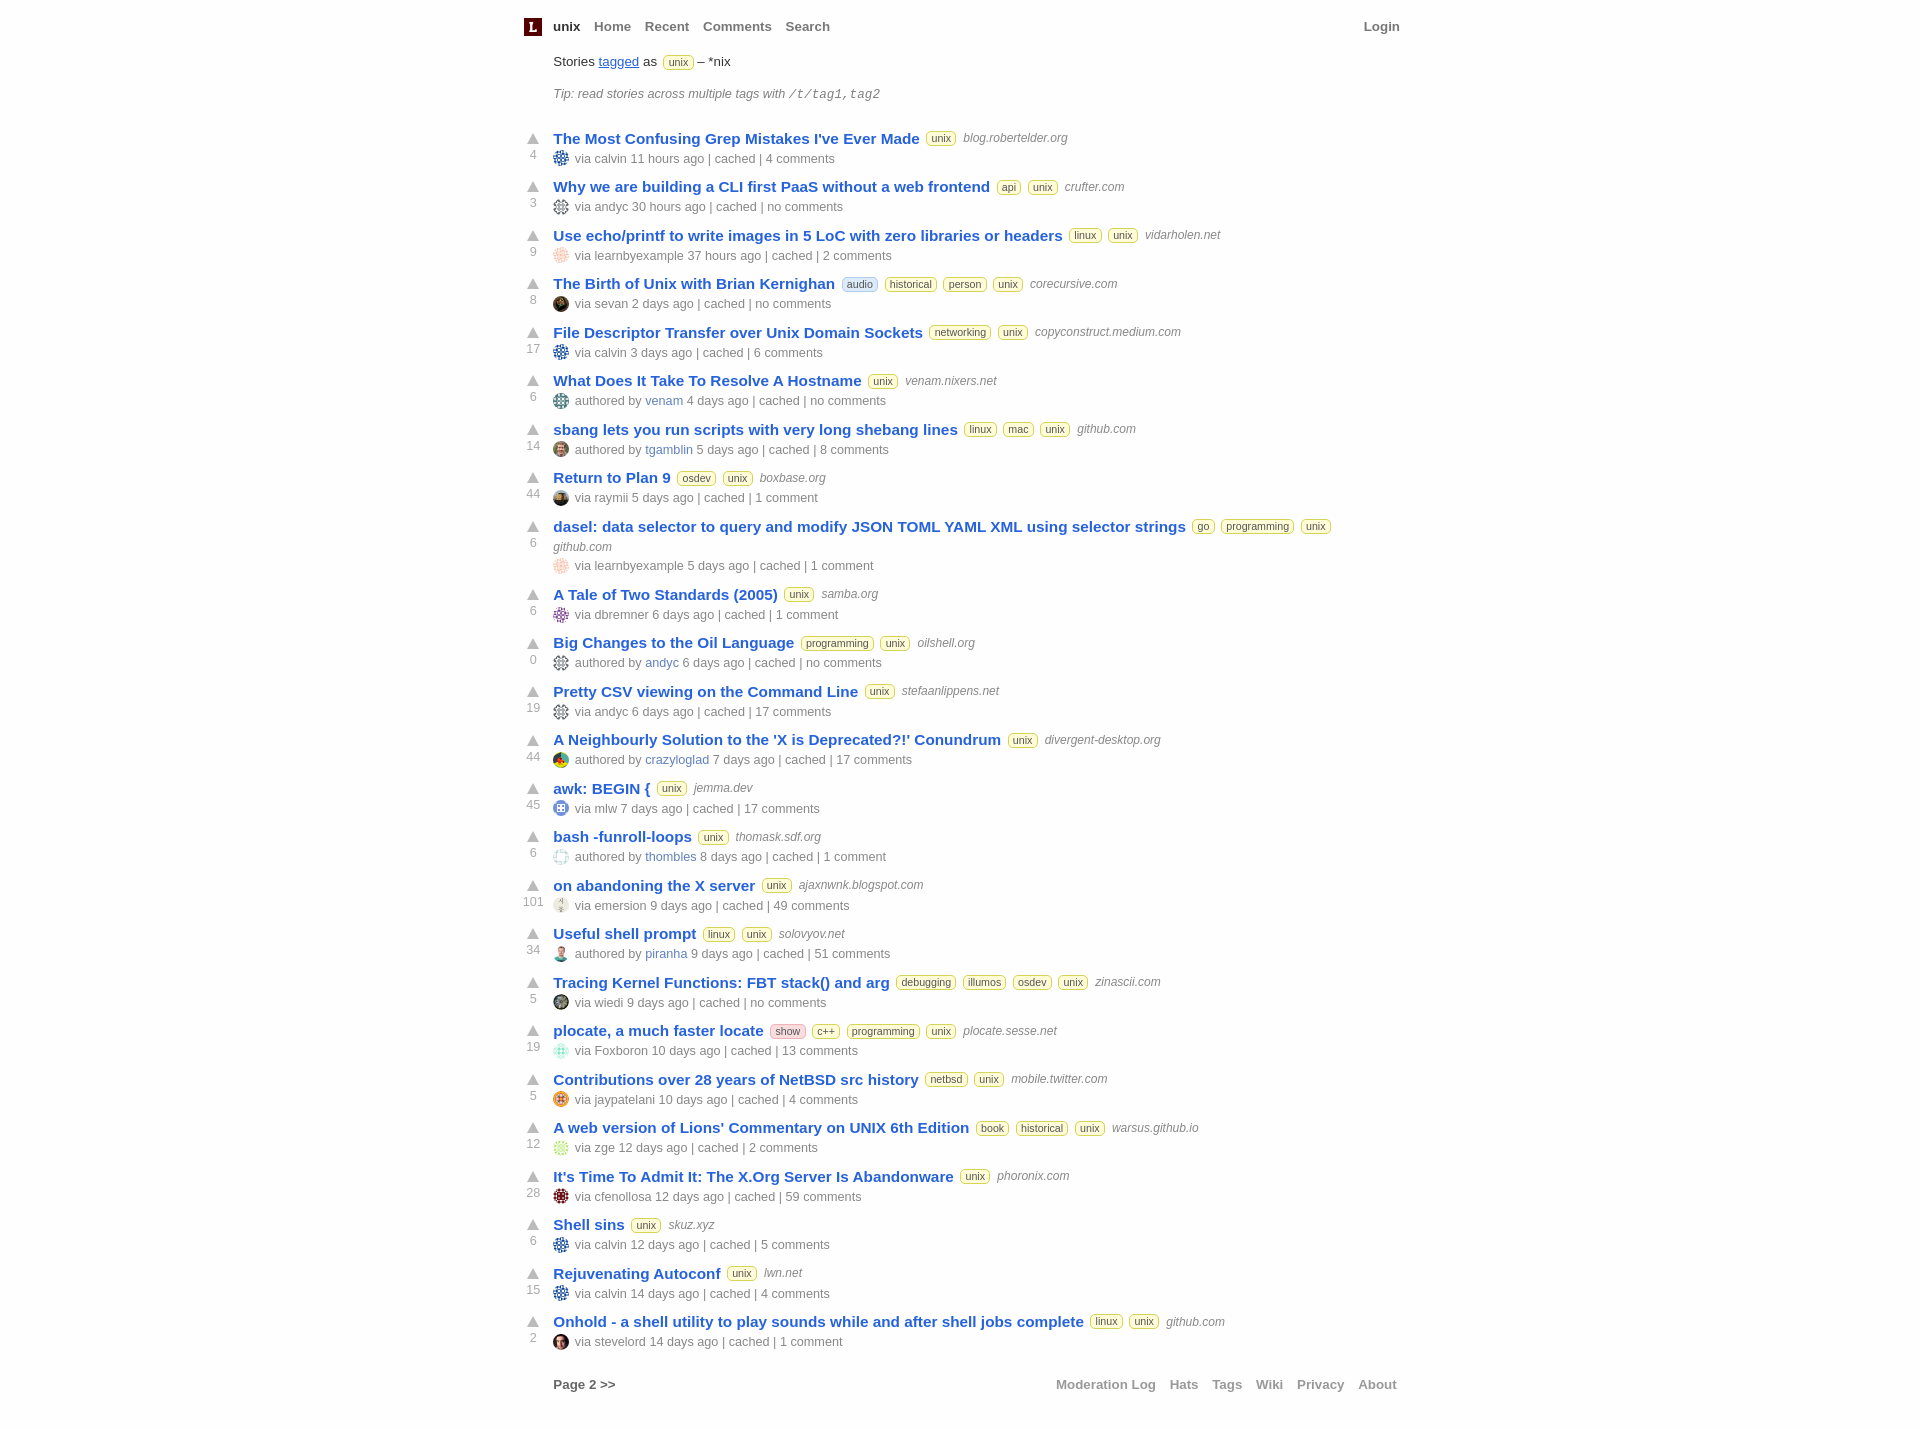 L unix Home Recent Comments Search Login
Stories tagged as unix – *nix
Tip: read stories across multiple tags with /t/tag1,tag2
The Most Confusing Grep Mistakes I've Ever Made unix blog.robertelder.org
4 via calvin 11 hours ago | cached | 4 comments
Why we are building a CLI first PaaS without a web frontend api unix crufter.com
3 via andyc 30 hours ago | cached | no comments
Use echo/printf to write images in 5 LoC with zero libraries or headers linux unix vidarholen.net
9 via learnbyexample 37 hours ago | cached | 2 comments
The Birth of Unix with Brian Kernighan audio historical person unix corecursive.com
8 via sevan 2 days ago | cached | no comments
File Descriptor Transfer over Unix Domain Sockets networking unix copyconstruct.medium.com
17 via calvin 3 days ago | cached | 6 comments
What Does It Take To Resolve A Hostname unix venam.nixers.net
6 authored by venam 4 days ago | cached | no comments
sbang lets you run scripts with very long shebang lines linux mac unix github.com
14 authored by tgamblin 5 days ago | cached | 8 comments
Return to Plan 9 osdev unix boxbase.org
44 via raymii 5 days ago | cached | 1 comment
dasel: data selector to query and modify JSON TOML YAML XML using selector strings go programming unix
6 github.com
via learnbyexample 5 days ago | cached | 1 comment
A Tale of Two Standards (2005) unix samba.org
6 via dbremner 6 days ago | cached | 1 comment
Big Changes to the Oil Language programming unix oilshell.org
0 authored by andyc 6 days ago | cached | no comments
Pretty CSV viewing on the Command Line unix stefaanlippens.net
19 via andyc 6 days ago | cached | 17 comments
A Neighbourly Solution to the 'X is Deprecated?!' Conundrum unix divergent-desktop.org
44 authored by crazyloglad 7 days ago | cached | 17 comments
awk: BEGIN { unix jemma.dev
45 via mlw 7 days ago | cached | 17 comments
bash -funroll-loops unix thomask.sdf.org
6 authored by thombles 8 days ago | cached | 1 comment
on abandoning the X server unix ajaxnwnk.blogspot.com
101 via emersion 9 days ago | cached | 49 comments
Useful shell prompt linux unix solovyov.net
34 authored by piranha 9 days ago | cached | 51 comments
Tracing Kernel Functions: FBT stack() and arg debugging illumos osdev unix zinascii.com
5 via wiedi 9 days ago | cached | no comments
plocate, a much faster locate show c++ programming unix plocate.sesse.net
19 via Foxboron 10 days ago | cached | 13 comments
Contributions over 28 years of NetBSD src history netbsd unix mobile.twitter.com
5 via jaypatelani 10 days ago | cached | 4 comments
A web version of Lions' Commentary on UNIX 6th Edition book historical unix warsus.github.io
12 via zge 12 days ago | cached | 2 comments
It's Time To Admit It: The X.Org Server Is Abandonware unix phoronix.com
28 via cfenollosa 12 days ago | cached | 59 comments
Shell sins unix skuz.xyz
6 via calvin 12 days ago | cached | 5 comments
Rejuvenating Autoconf unix lwn.net
15 via calvin 14 days ago | cached | 4 comments
Onhold - a shell utility to play sounds while and after shell jobs complete linux unix github.com
2 via stevelord 14 days ago | cached | 1 comment
Page 2 >> Moderation Log Hats Tags Wiki Privacy About